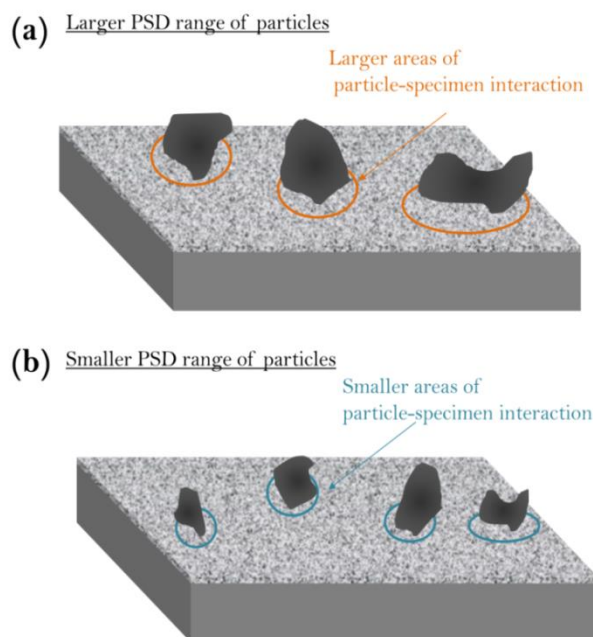 (a) Larger PSD range of particles
Larger areas of
particle-specimen interaction
(b) Smaller PSD range of particles
Smaller areas of
particle-specimen interaction